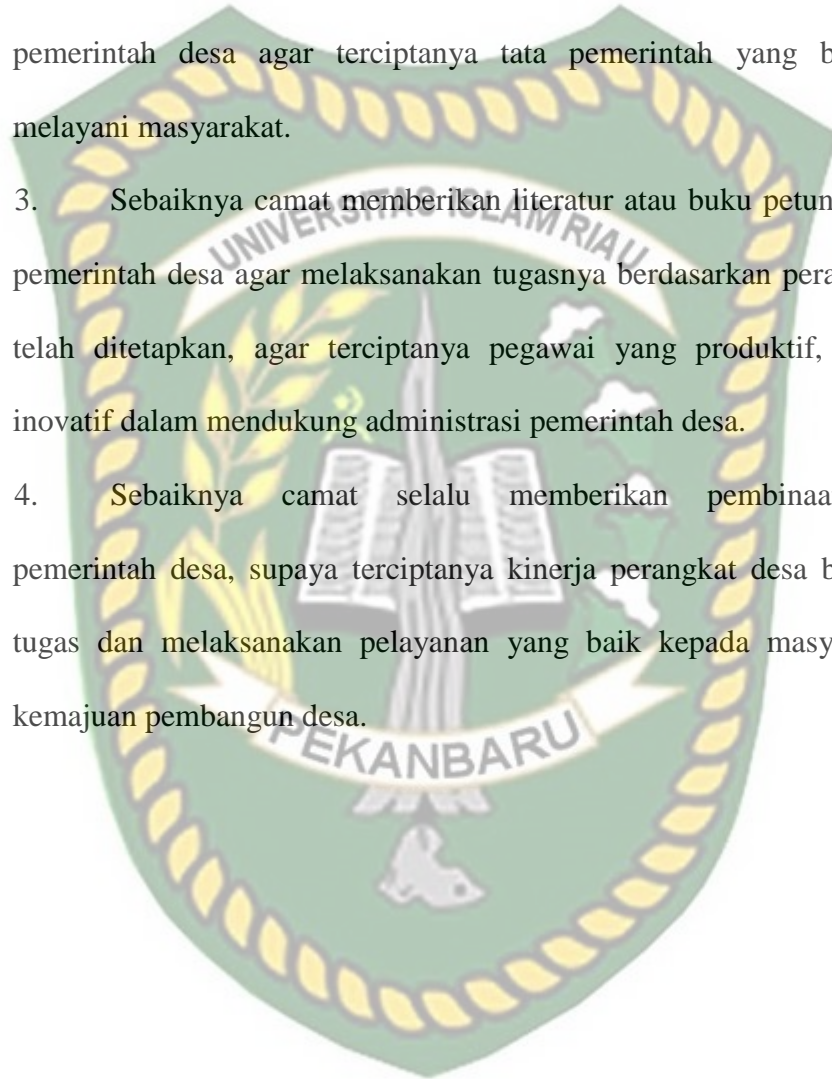 pemerintah desa agar terciptanya tata pemerintah yang b
melayani masyarakat.
3. Sebaiknya camat memberikan literatur atau buku petun
pemerintah desa agar melaksanakan tugasnya berdasarkan pera
telah ditetapkan, agar terciptanya pegawai yang produktif,
inovatif dalam mendukung administrasi pemerintah desa.
4. Sebaiknya camat selalu memberikan pembinaa
pemerintah desa, supaya terciptanya kinerja perangkat desa b
tugas dan melaksanakan pelayanan yang baik kepada masy
kemajuan pembangun desa.
UNIVERSITAS ISLAM RIAU
PEKANBARU